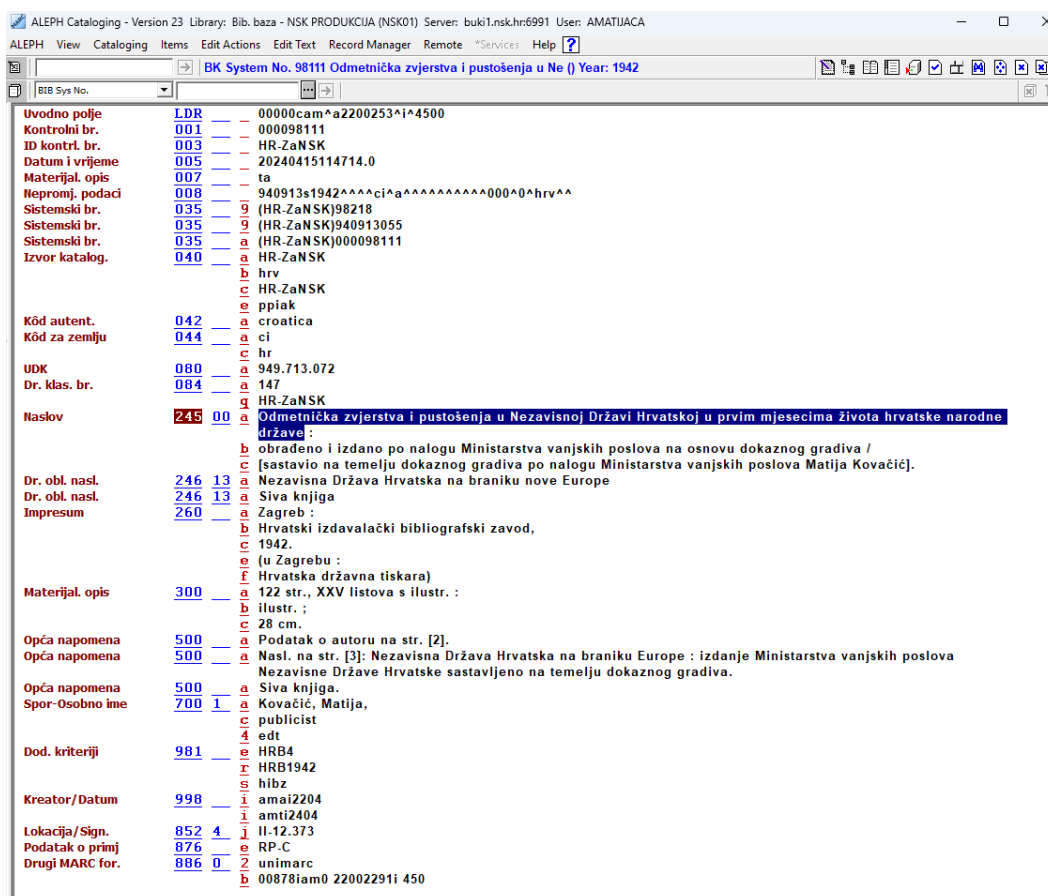 ALEPH Cataloging - Version 23 Library: Bib. baza - NSK PRODUKCIJA (NSK01) Server: buki1.nsk.hr:6991 User: AMATIJACA
ALEPH View Cataloging Items Edit Actions Edit Text Record Manager Remote *Services Help ?
BK System No. 98111 Odmetnička zvjerstva i pustošenja u Ne () Year: 1942
BIB Sys No.
Uvodno polje LDR 00000cam^a2200253^i^4500
Kontrolni br. 001 000098111
ID kontrl. br. 003 HR-ZaNSK
Datum i vrijeme 005 20240415114714.0
Materijal. opis 007 ta
Nepromj. podaci 008 940913s1942^^^^ci^a^^^^^^^^^^000^0^hrv^^
Sistemski br. 035 9 (HR-ZaNSK)98218
Sistemski br. 035 9 (HR-ZaNSK)940913055
Sistemski br. 035 a (HR-ZaNSK)000098111
Izvor katalog. 040 a HR-ZaNSK
b hrv
c HR-ZaNSK
e ppiak
Kôd autent. 042 a croatica
Kôd za zemlju 044 a ci
c hr
UDK 080 a 949.713.072
Dr. klas. br. 084 a 147
q HR-ZaNSK
Naslov 245 00 a Odmetnička zvjerstva i pustošenja u Nezavisnoj Državi Hrvatskoj u prvim mjesecima života hrvatske narodne
države :
b obrađeno i izdano po nalogu Ministarstva vanjskih poslova na osnovu dokaznog gradiva /
c [sastavio na temelju dokaznog gradiva po nalogu Ministarstva vanjskih poslova Matija Kovačić].
Dr. obl. nasl. 246 13 a Nezavisna Država Hrvatska na braniku nove Europe
Dr. obl. nasl. 246 13 a Siva knjiga
Impresum 260 a Zagreb :
b Hrvatski izdavalački bibliografski zavod,
c 1942.
e (u Zagrebu :
f Hrvatska državna tiskara)
Materijal. opis 300 a 122 str., XXV listova s ilustr. :
b ilustr. ;
c 28 cm.
Opća napomena 500 a Podatak o autoru na str. [2].
Opća napomena 500 a Nasl. na str. [3]: Nezavisna Država Hrvatska na braniku Europe : izdanje Ministarstva vanjskih poslova
Nezavisne Države Hrvatske sastavljeno na temelju dokaznog gradiva.
Opća napomena 500 a Siva knjiga.
Spor-Osobno ime 700 1 a Kovačić, Matija,
c publicist
4 edt
Dod. kriteriji 981 e HRB4
r HRB1942
s hibz
Kreator/Datum 998 i amai2204
i amti2404
Lokacija/Sign. 852 4 j II-12.373
Podatak o primj 876 e RP-C
Drugi MARC for. 886 0 2 unimarc
b 00878iam0 22002291i 450